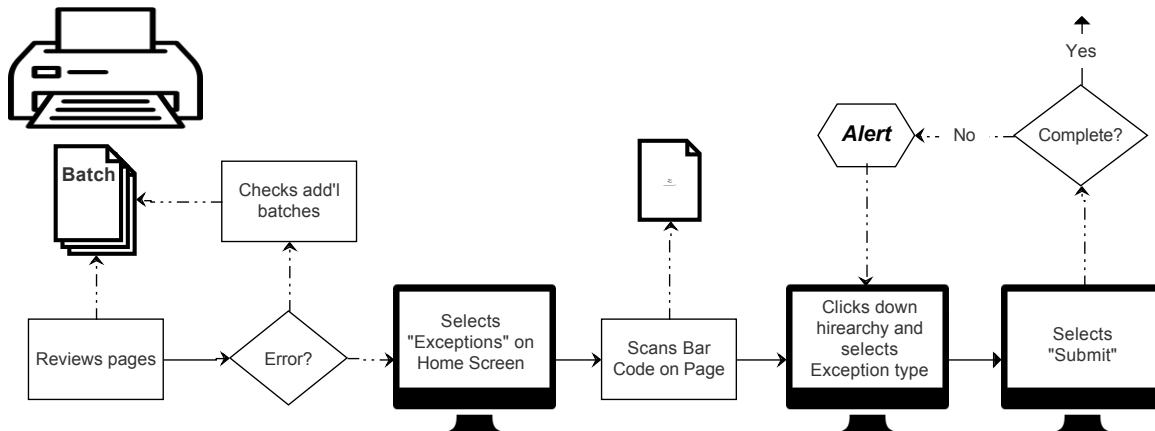 Yes
Alert
No
Complete?
Batch
Checks add'l
batches
Reviews pages
Error?
Selects
"Exceptions" on
Home Screen
Scans Bar
Code on Page
Clicks down
hirearchy and
selects
Exception type
Selects
"Submit"